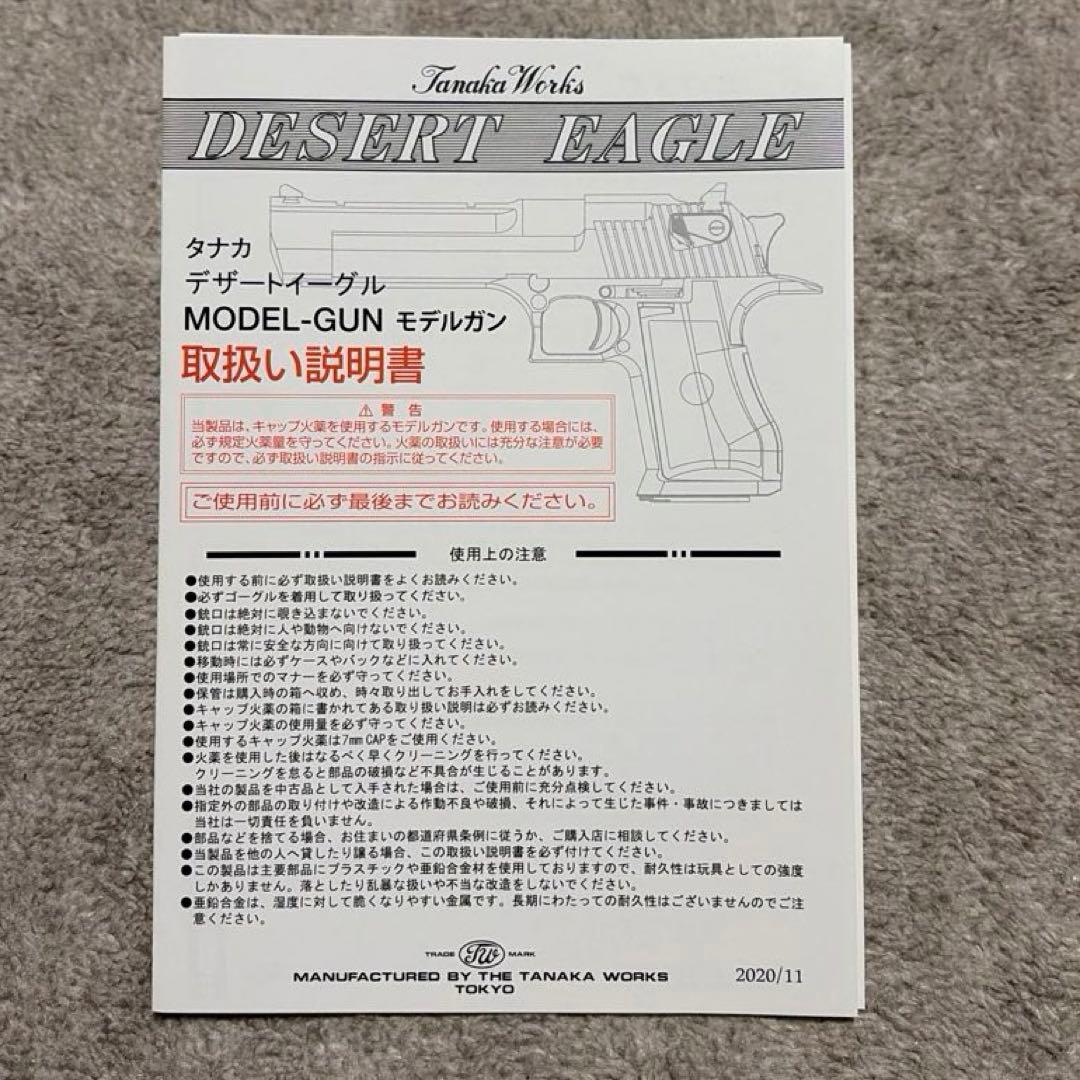 Tanaka Works
DESERT EAGLE
タナカ
デザートイーグル
MODEL-GUN モデルガン
取扱い説明書
⚠ 警 告
当製品は、キャップ火薬を使用するモデルガンです。使用する場合には、
必ず規定火薬量を守ってください。火薬の取扱いには充分な注意が必要
ですので、必ず取扱い説明書の指示に従ってください。
ご使用前に必ず最後までお読みください。
使用上の注意
●使用する前に必ず取扱い説明書をよくお読みください。
●必ずゴーグルを着用して取り扱ってください。
●銃口は絶対に覗き込まないでください。
●銃口は絶対に人や動物へ向けないでください。
●銃口は常に安全な方向に向けて取り扱ってください。
●移動時には必ずケースやバックなどに入れてください。
●使用場所でのマナーを必ず守ってください。
●保管は購入時の箱へ収め、時々取り出してお手入れをしてください。
●キャップ火薬の箱に書かれてある取り扱い説明は必ずお読みください。
●キャップ火薬の使用量を必ず守ってください。
●使用するキャップ火薬は7mm CAPをご使用ください。
●火薬を使用した後はなるべく早くクリーニングを行ってください。
クリーニングを怠ると部品の破損など不具合が生じることがあります。
●当社の製品を中古品として入手された場合は、ご使用前に充分点検してください。
●指定外の部品の取り付けや改造による作動不良や破損、それによって生じた事件・事故につきましては
当社は一切責任を負いません。
●部品などを捨てる場合、お住まいの都道府県条例に従うか、ご購入店に相談してください。
●当製品を他の人へ貸したり譲る場合、この取扱い説明書を必ず付けてください。
●この製品は主要部品にプラスチックや亜鉛合金材を使用しておりますので、耐久性は玩具としての強度
しかありません。落としたり乱暴な扱いや不当な改造をしないでください。
●亜鉛合金は、湿度に対して脆くなりやすい金属です。長期にわたっての耐久性はございませんのでご注
意ください。
TRADE TW MARK
MANUFACTURED BY THE TANAKA WORKS
TOKYO
2020/11